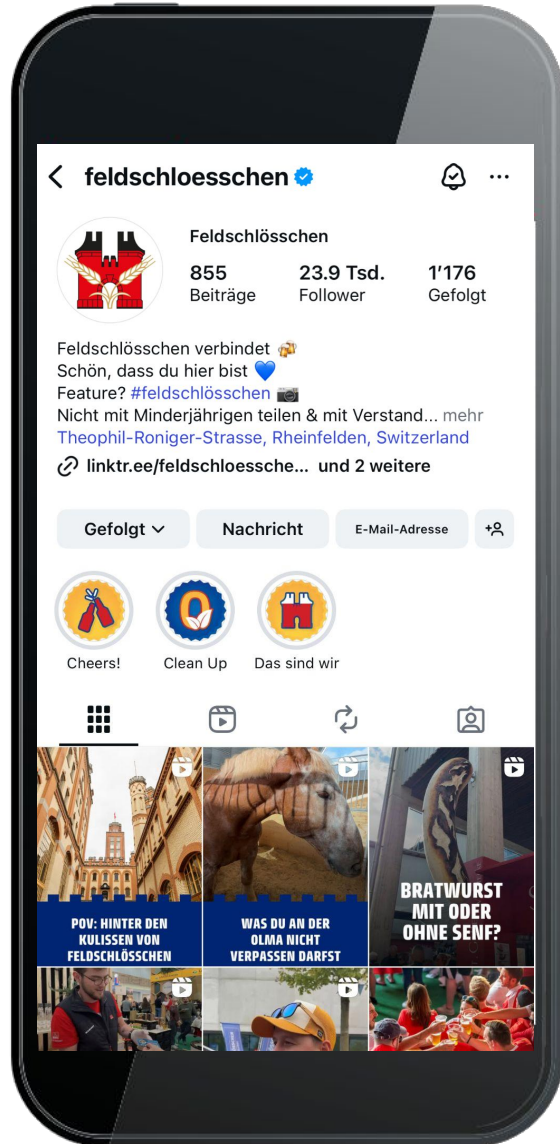 feldschloesschen
Feldschlösschen
855 23.9 Tsd. 1’176
Beiträge Follower Gefolgt
Feldschlösschen verbindet 🍻
Schön, dass du hier bist 💙
Feature? #feldschlösschen 📷
Nicht mit Minderjährigen teilen & mit Verstand... mehr
Theophil-Roniger-Strasse, Rheinfelden, Switzerland
linktr.ee/feldschloessche... und 2 weitere
Gefolgt Nachricht E-Mail-Adresse
Cheers! Clean Up Das sind wir
POV: HINTER DEN
KULISSEN VON
FELDSCHLÖSSCHEN
WAS DU AN DER
OLMA NICHT
VERPASSEN DARFST
BRATWURST
MIT ODER
OHNE SENF?